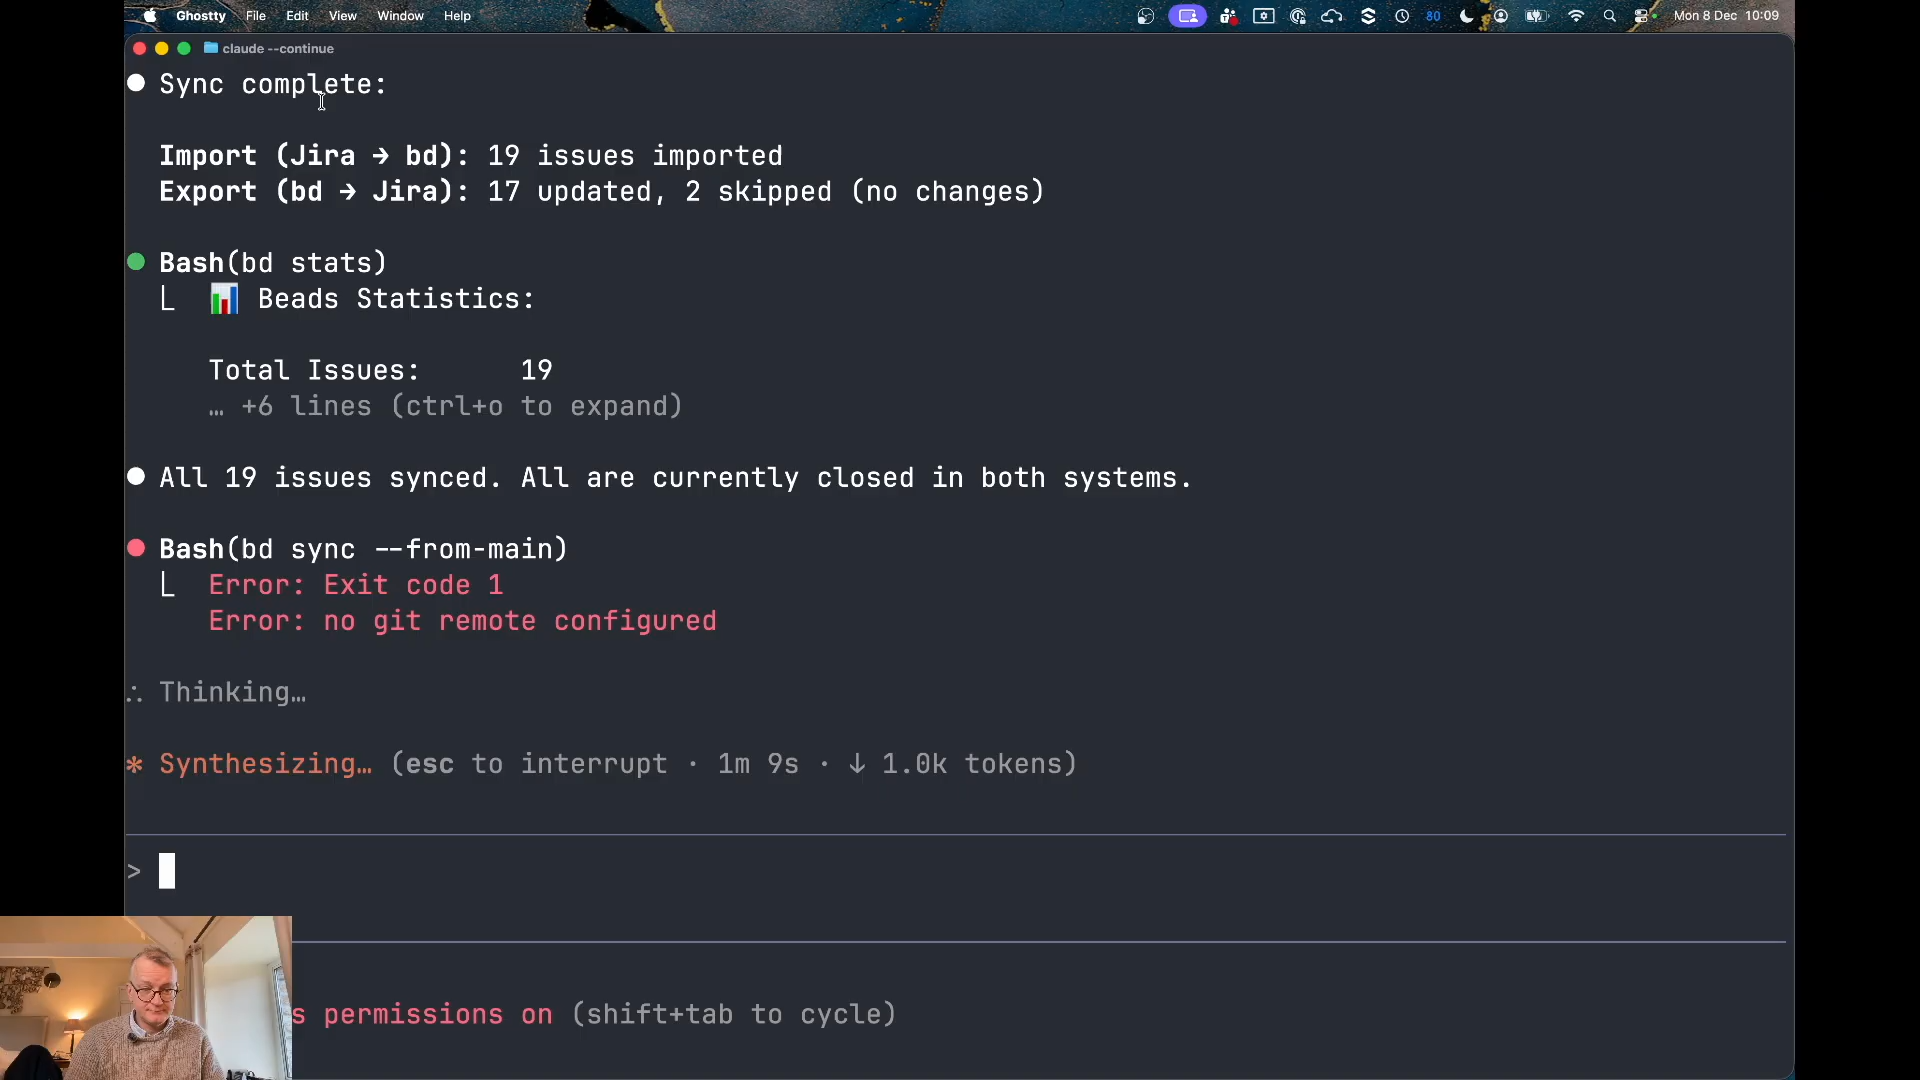 Ghostty File Edit View Window Help 80 Mon 8 Dec 10:09
claude --continue
● Sync complete:
Import (Jira → bd): 19 issues imported
Export (bd → Jira): 17 updated, 2 skipped (no changes)
● Bash(bd stats)
⎿ 📊 Beads Statistics:
Total Issues: 19
… +6 lines (ctrl+o to expand)
● All 19 issues synced. All are currently closed in both systems.
● Bash(bd sync --from-main)
⎿ Error: Exit code 1
Error: no git remote configured
∴ Thinking…
✻ Synthesizing… (esc to interrupt · 1m 9s · ↓ 1.0k tokens)
>
s permissions on (shift+tab to cycle)